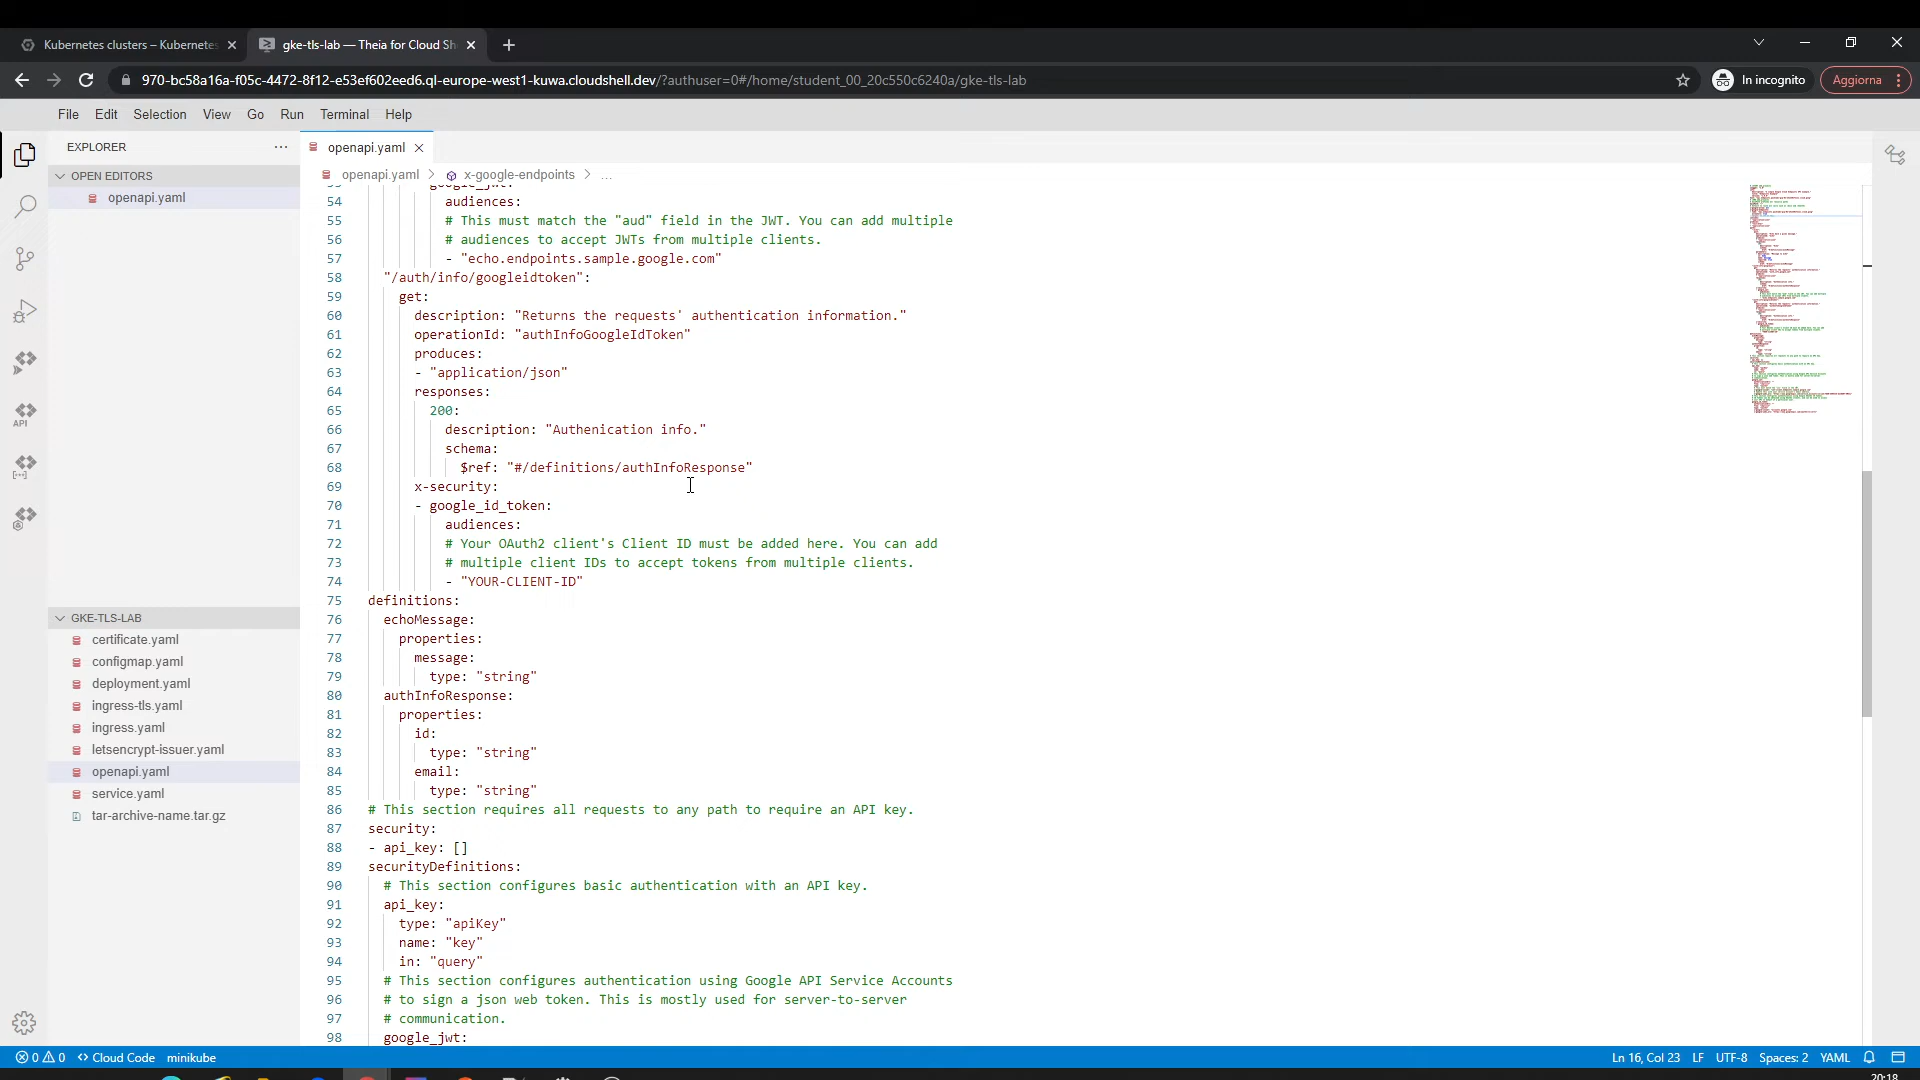 Kubernetes clusters – Kubernetes
gke-tls-lab — Theia for Cloud Sh
970-bc58a16a-f05c-4472-8f12-e53ef602eed6.ql-europe-west1-kuwa.cloudshell.dev/?authuser=0#/home/student_00_20c550c6240a/gke-tls-lab
In incognito
Aggiorna
File Edit Selection View Go Run Terminal Help
EXPLORER
OPEN EDITORS
openapi.yaml
GKE-TLS-LAB
certificate.yaml
configmap.yaml
deployment.yaml
ingress-tls.yaml
ingress.yaml
letsencrypt-issuer.yaml
openapi.yaml
service.yaml
tar-archive-name.tar.gz
API
openapi.yaml
openapi.yaml > x-google-endpoints > ...
53 google_jwt:
54 audiences:
55 # This must match the "aud" field in the JWT. You can add multiple
56 # audiences to accept JWTs from multiple clients.
57 - "echo.endpoints.sample.google.com"
58 "/auth/info/googleidtoken":
59 get:
60 description: "Returns the requests' authentication information."
61 operationId: "authInfoGoogleIdToken"
62 produces:
63 - "application/json"
64 responses:
65 200:
66 description: "Authenication info."
67 schema:
68 $ref: "#/definitions/authInfoResponse"
69 x-security:
70 - google_id_token:
71 audiences:
72 # Your OAuth2 client's Client ID must be added here. You can add
73 # multiple client IDs to accept tokens from multiple clients.
74 - "YOUR-CLIENT-ID"
75 definitions:
76 echoMessage:
77 properties:
78 message:
79 type: "string"
80 authInfoResponse:
81 properties:
82 id:
83 type: "string"
84 email:
85 type: "string"
86 # This section requires all requests to any path to require an API key.
87 security:
88 - api_key: []
89 securityDefinitions:
90 # This section configures basic authentication with an API key.
91 api_key:
92 type: "apiKey"
93 name: "key"
94 in: "query"
95 # This section configures authentication using Google API Service Accounts
96 # to sign a json web token. This is mostly used for server-to-server
97 # communication.
98 google_jwt:
0 0 Cloud Code minikube
Ln 16, Col 23 LF UTF-8 Spaces: 2 YAML
20:18